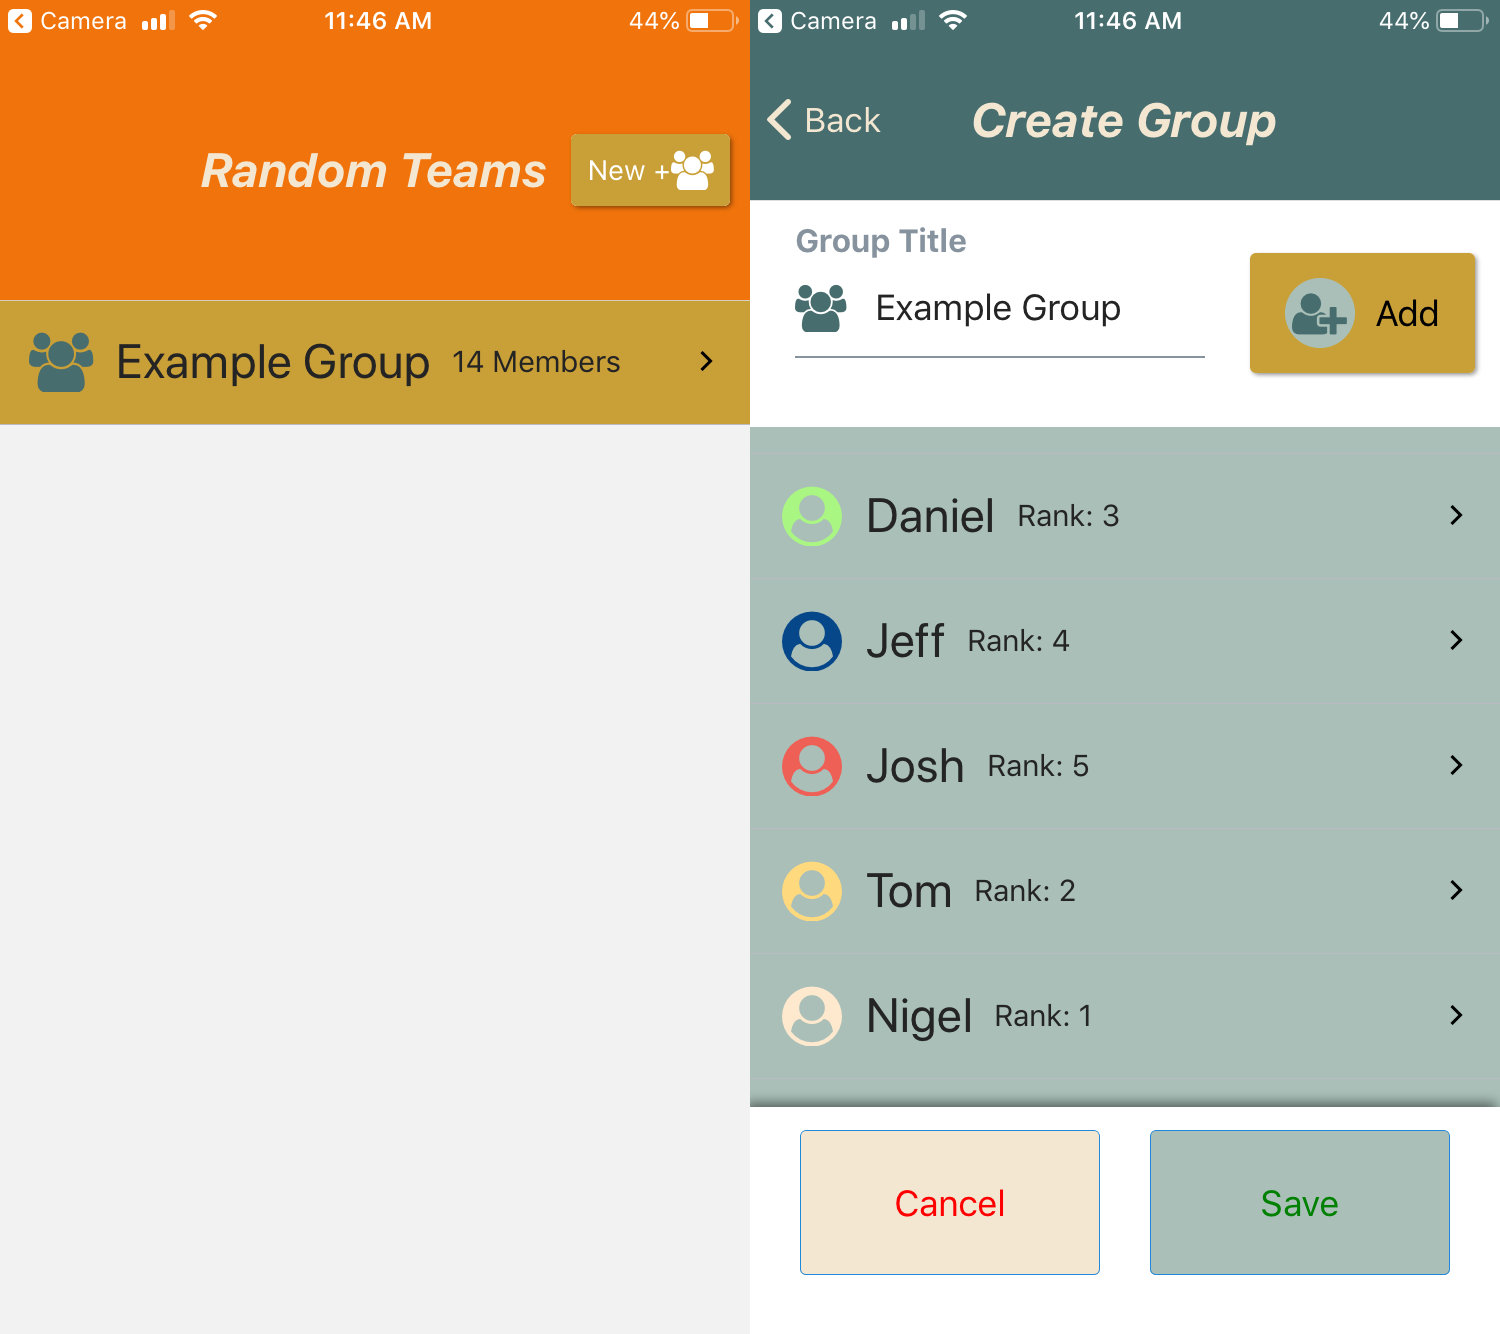 Camera 11:46 AM 44%
Random Teams
New +
Example Group 14 Members
Camera 11:46 AM 44%
Back Create Group
Group Title
Example Group
Add
Daniel Rank: 3
Jeff Rank: 4
Josh Rank: 5
Tom Rank: 2
Nigel Rank: 1
Cancel Save